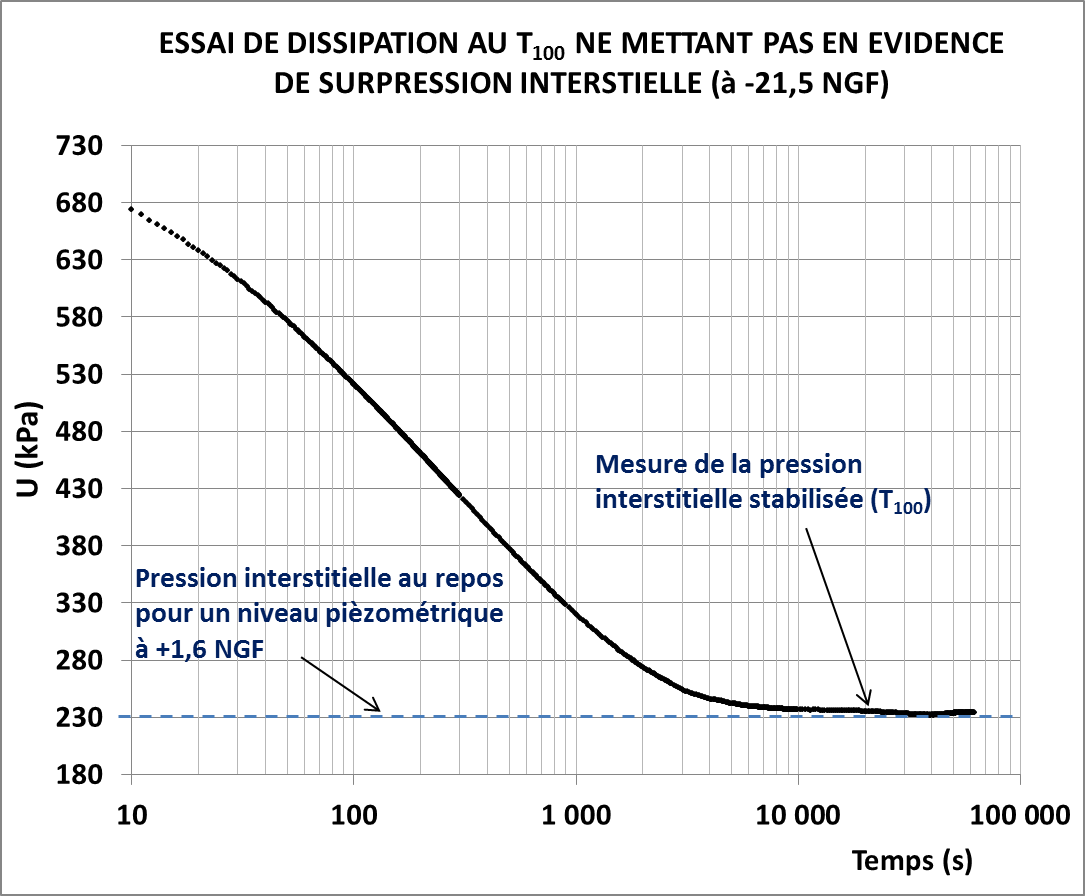 ESSAI DE DISSIPATION AU T100 NE METTANT PAS EN EVIDENCE
DE SURPRESSION INTERSTIELLE (à -21,5 NGF)
730
680
630
580
530
480
430
380
330
280
230
180
U (kPa)
Mesure de la pression
interstitielle stabilisée (T100)
Pression interstitielle au repos
pour un niveau pièzométrique
à +1,6 NGF
10
100
1 000
10 000
100 000
Temps (s)